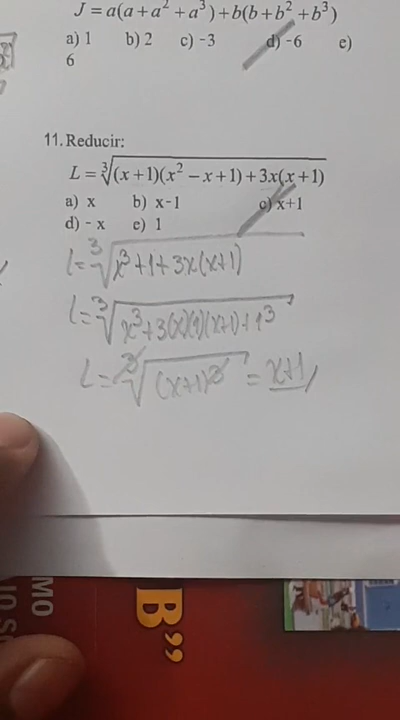 J = a(a + a² + a³) + b(b + b² + b³)
a) 1 b) 2 c) -3 d) -6 e)
6
11. Reducir:
L = ∛((x+1)(x² - x + 1) + 3x(x+1))
a) x b) x-1 c) x+1
d) - x e) 1
L = ∛(x³ + 1 + 3x(x+1))
L = ∛(x³ + 3(x)(1)(x+1) + 1³)
L = ∛((x+1)³) = x+1
MO
B”